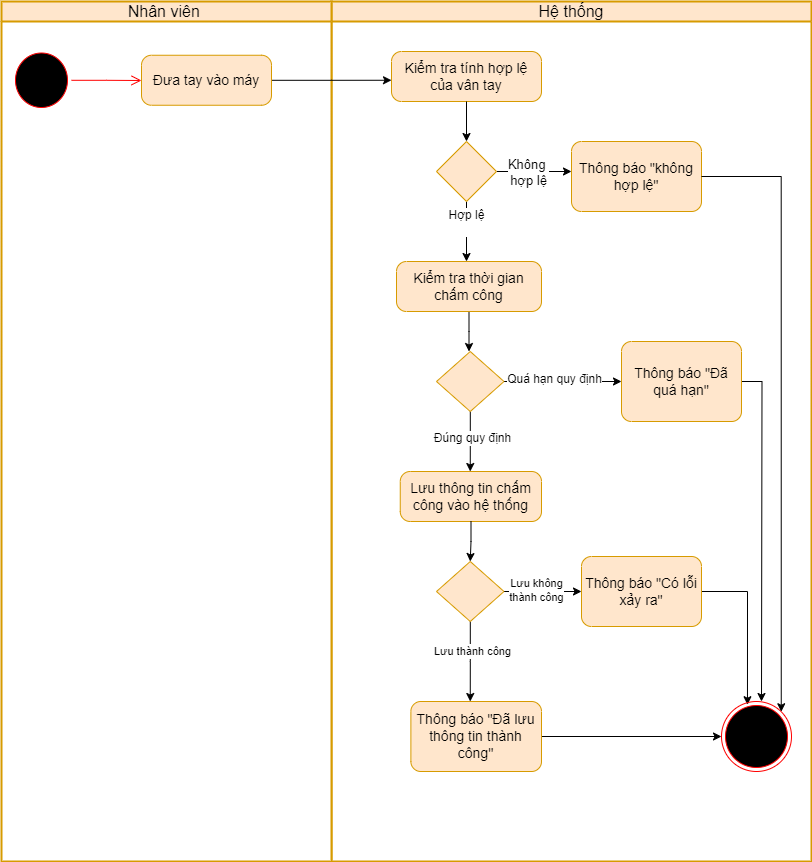 Nhân viên
Hệ thống
Đưa tay vào máy
Kiểm tra tính hợp lệ
của vân tay
Không
hợp lệ
Thông báo "không
hợp lệ"
Hợp lệ
Kiểm tra thời gian
chấm công
Quá hạn quy định
Thông báo "Đã
quá hạn"
Đúng quy định
Lưu thông tin chấm
công vào hệ thống
Lưu không
thành công
Thông báo "Có lỗi
xảy ra"
Lưu thành công
Thông báo "Đã lưu
thông tin thành
công"